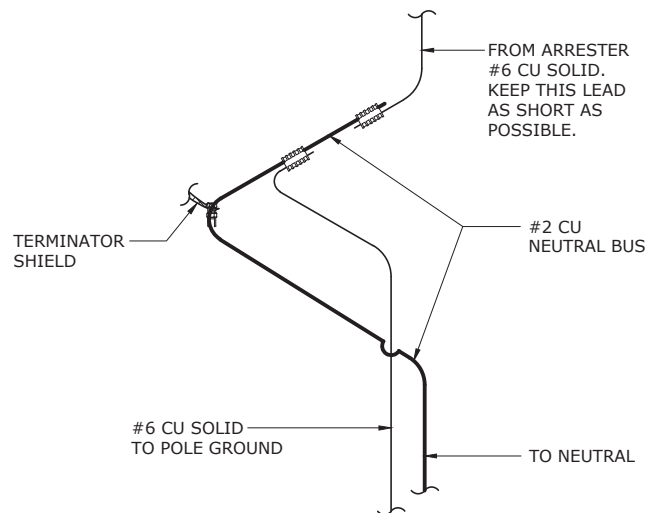 FROM ARRESTER
#6 CU SOLID.
KEEP THIS LEAD
AS SHORT AS
POSSIBLE.
TERMINATOR
SHIELD
#2 CU
NEUTRAL BUS
#6 CU SOLID
TO POLE GROUND
TO NEUTRAL